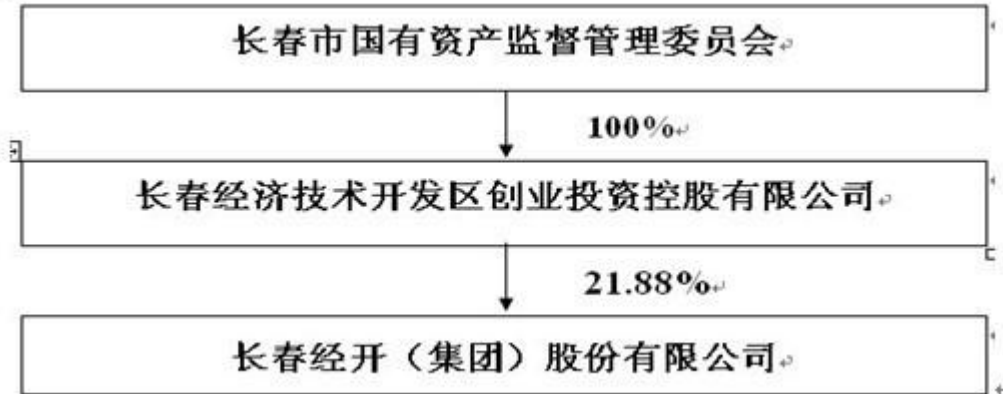 长春市国有资产监督管理委员会
100%
长春经济技术开发区创业投资控股有限公司
21.88%
长春经开（集团）股份有限公司